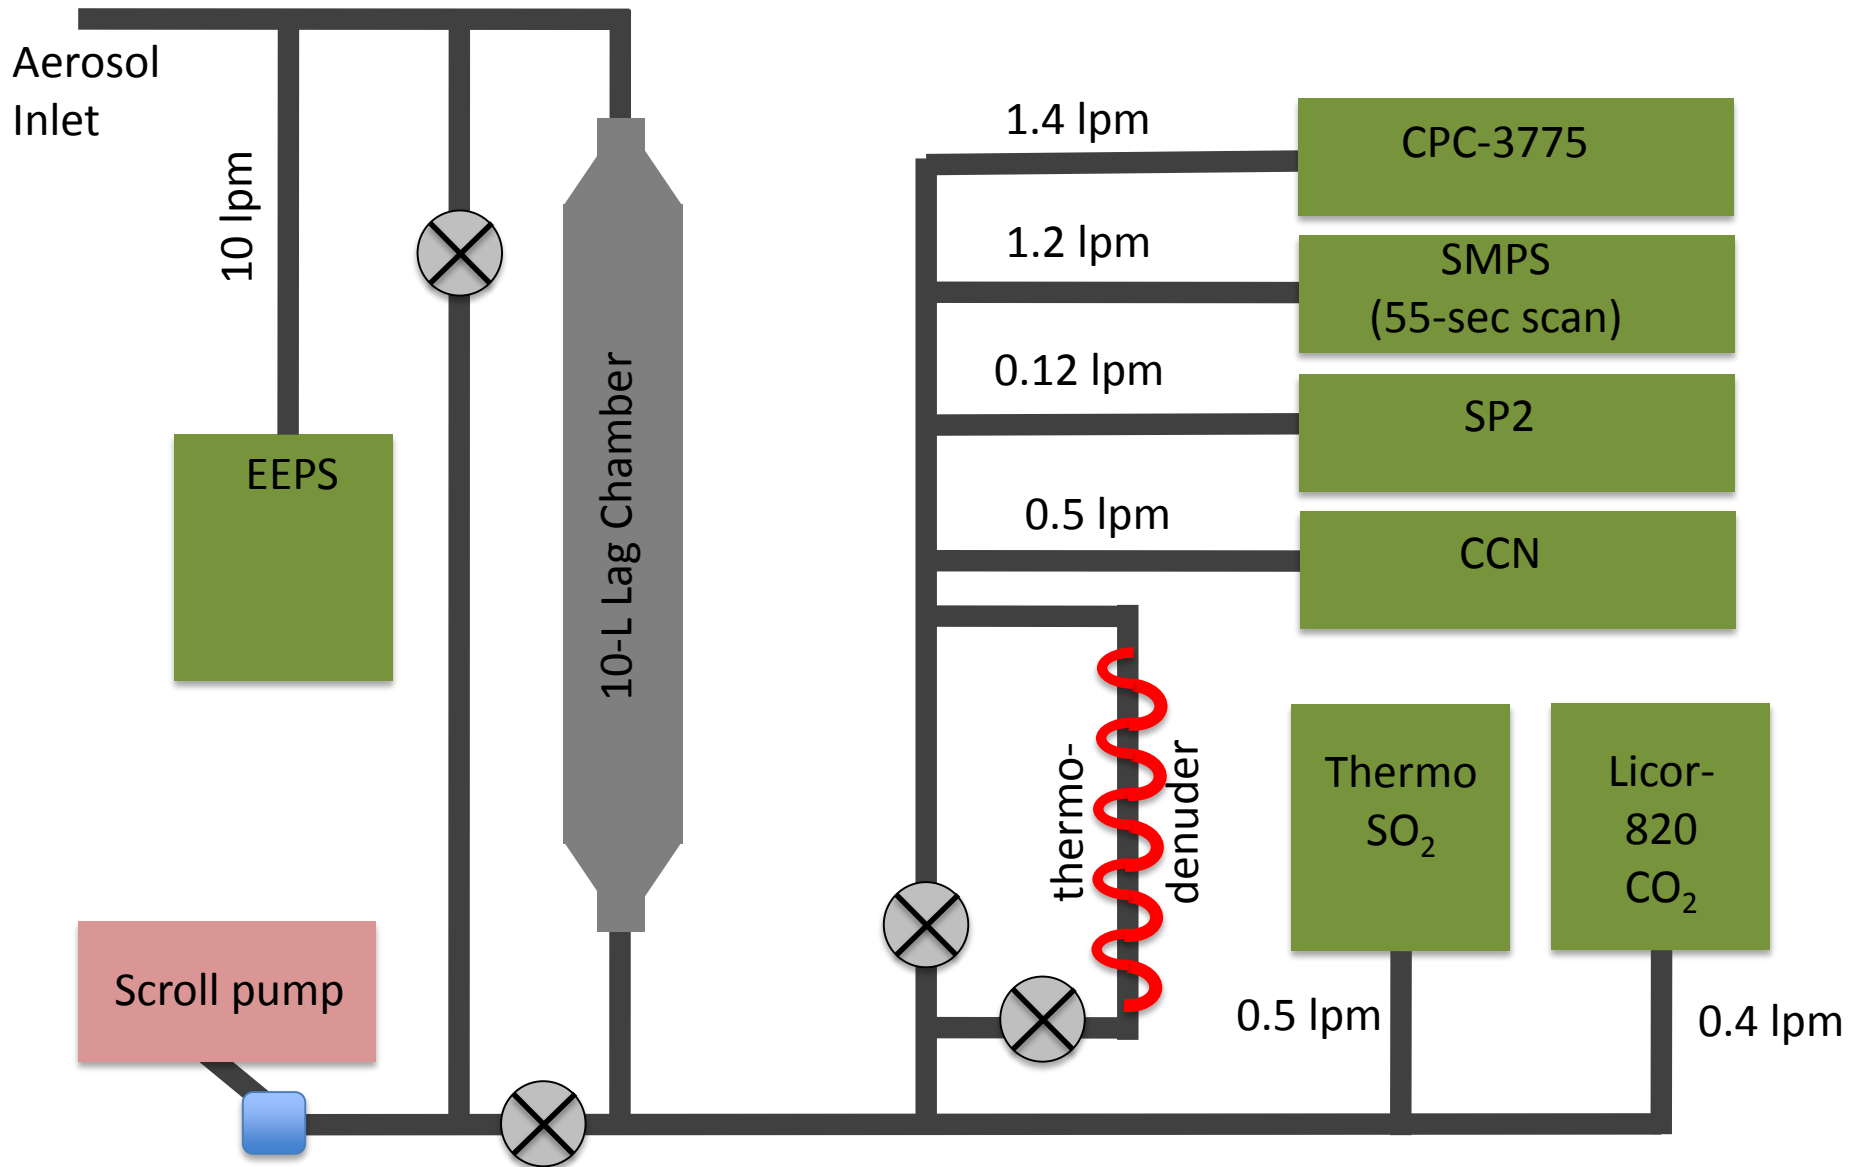 Aerosol
Inlet
10 lpm
EEPS
10-L Lag Chamber
Scroll pump
1.4 lpm
CPC-3775
1.2 lpm
SMPS
(55-sec scan)
0.12 lpm
SP2
0.5 lpm
CCN
thermo-
denuder
Thermo
SO₂
Licor-
820
CO₂
0.5 lpm
0.4 lpm